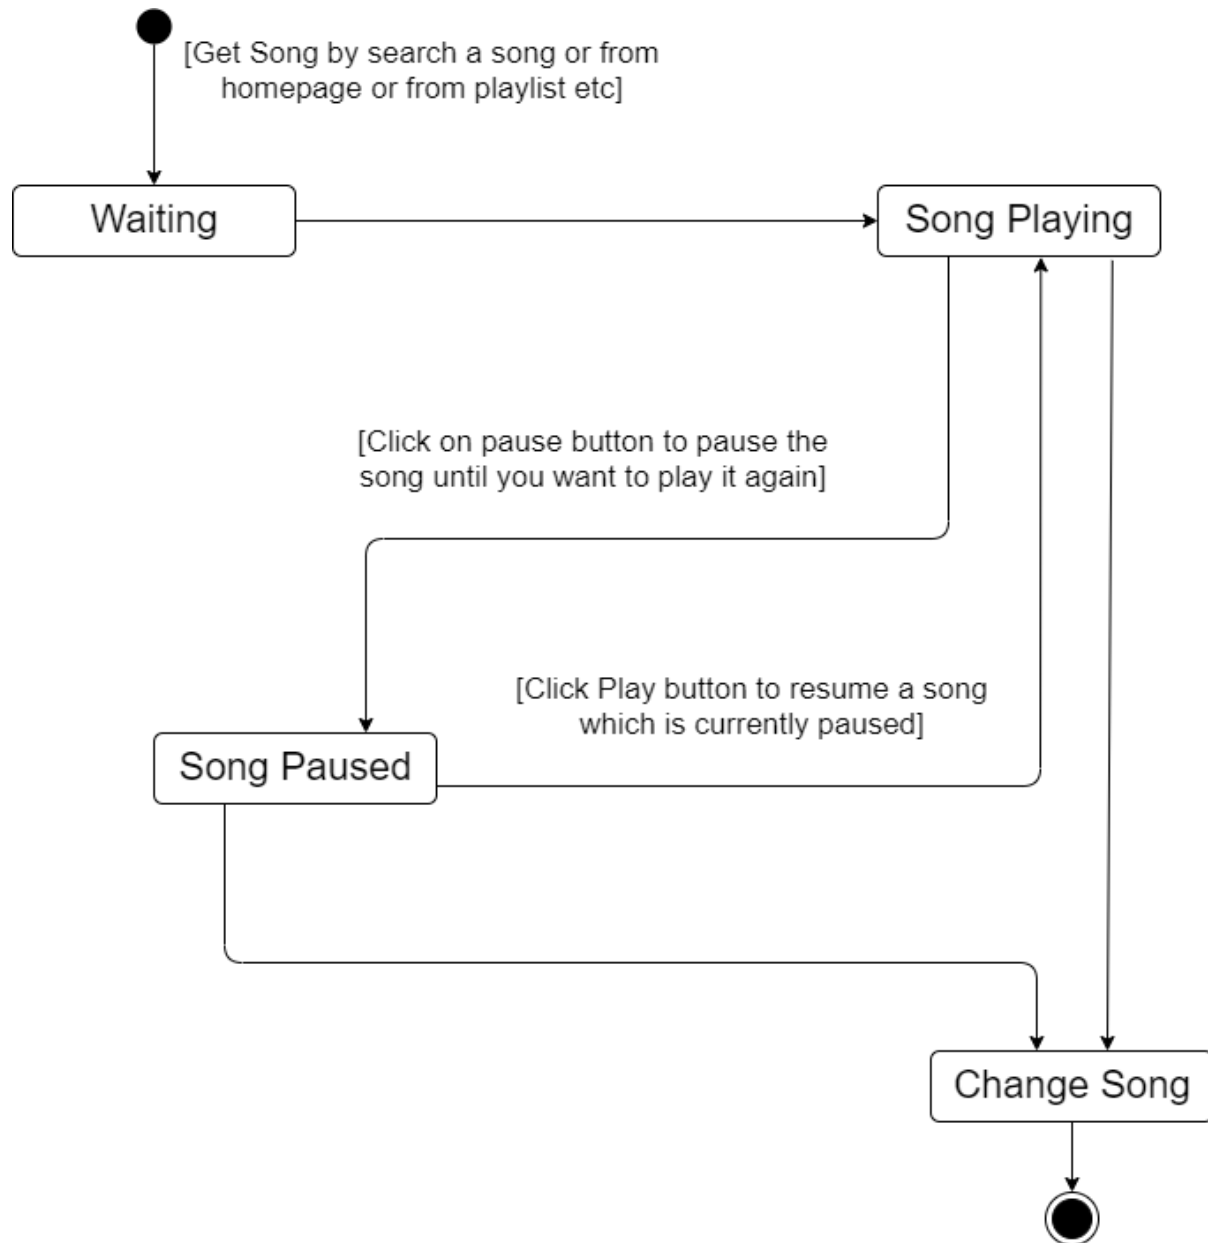 [Get Song by search a song or from
homepage or from playlist etc]
Waiting
Song Playing
[Click on pause button to pause the
song until you want to play it again]
[Click Play button to resume a song
which is currently paused]
Song Paused
Change Song